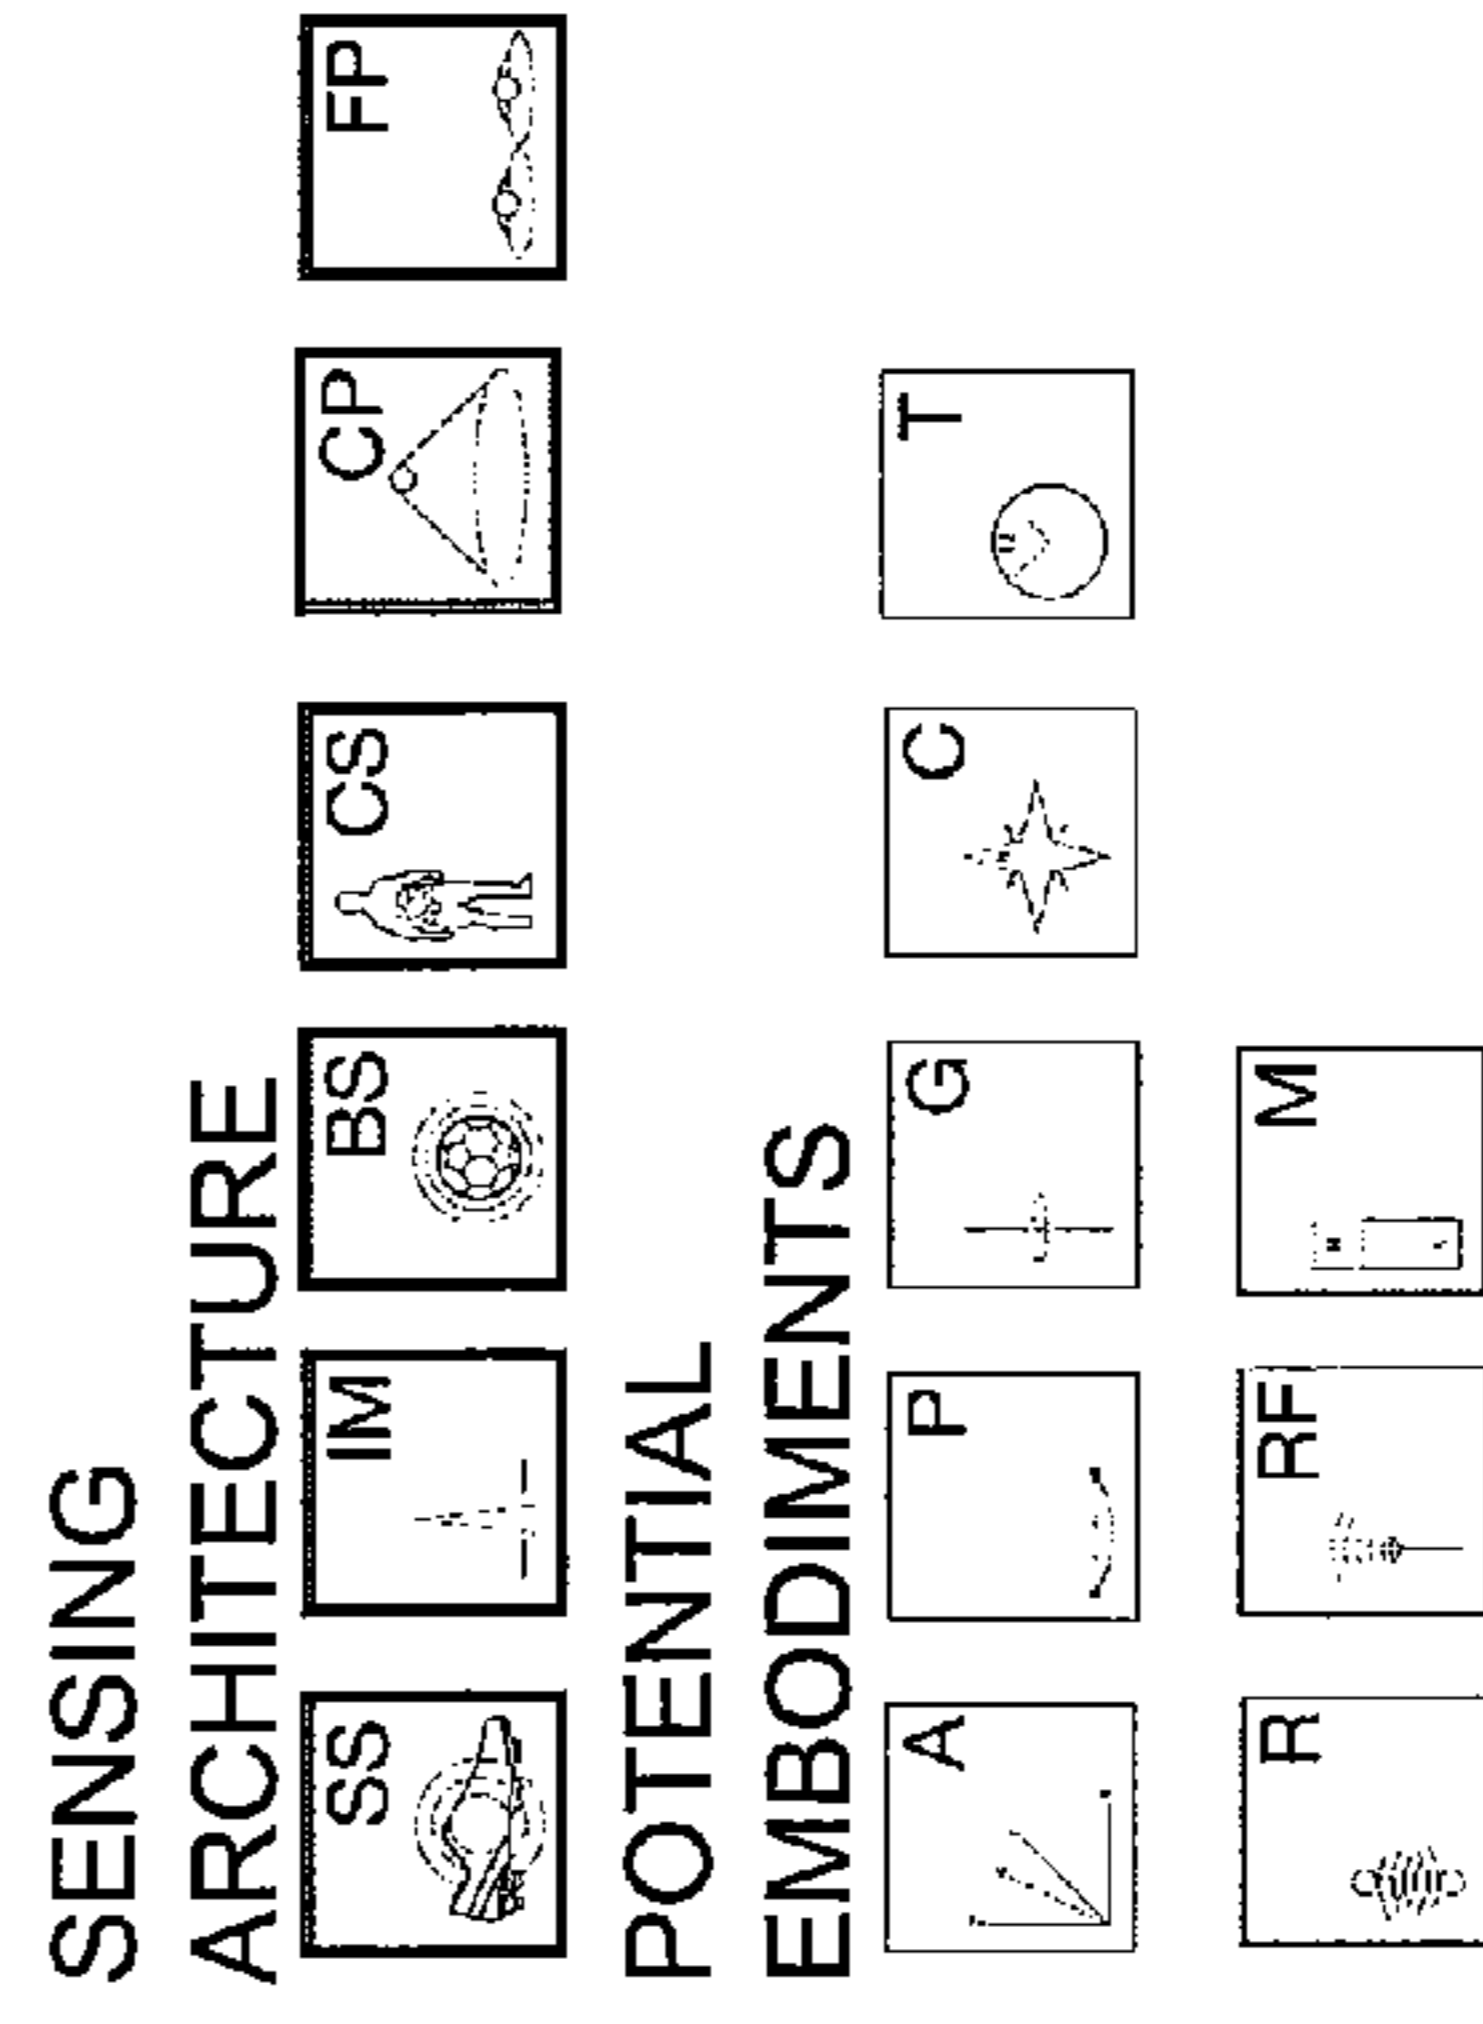 SENSING
ARCHITECTURE
SS IM BS CS CP FP
POTENTIAL
EMBODIMENTS
A P G C T
R RF M